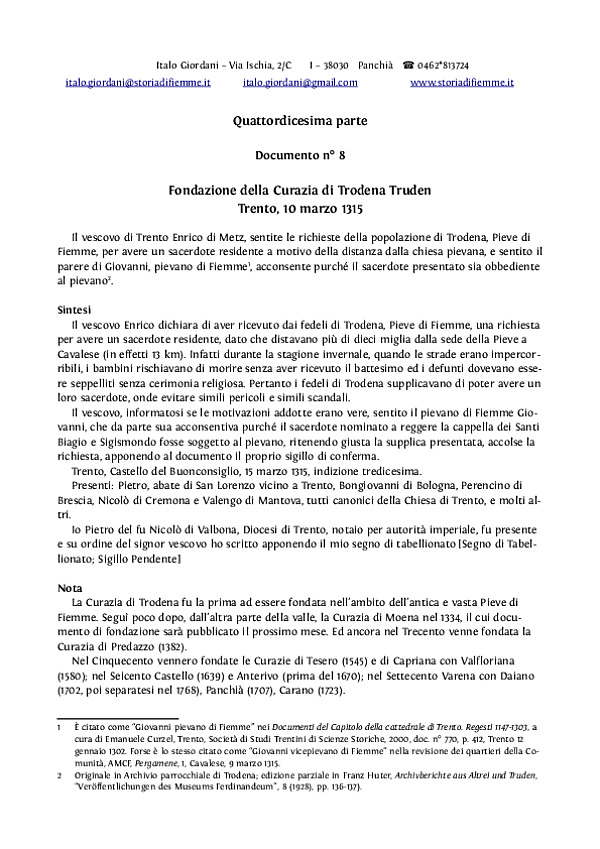 Italo Giordani – Via Ischia, 2/C I – 38030 Panchià ☎ 0462*813724
italo.giordani@storiadifiemme.it italo.giordani@gmail.com www.storiadifiemme.it
Quattordicesima parte
Documento n° 8
Fondazione della Curazia di Trodena Truden
Trento, 10 marzo 1315
Il vescovo di Trento Enrico di Metz, sentite le richieste della popolazione di Trodena, Pieve di
Fiemme, per avere un sacerdote residente a motivo della distanza dalla chiesa pievana, e sentito il
parere di Giovanni, pievano di Fiemme¹, acconsente purché il sacerdote presentato sia obbediente
al pievano².
Sintesi
Il vescovo Enrico dichiara di aver ricevuto dai fedeli di Trodena, Pieve di Fiemme, una richiesta
per avere un sacerdote residente, dato che distavano più di dieci miglia dalla sede della Pieve a
Cavalese (in effetti 13 km). Infatti durante la stagione invernale, quando le strade erano impercor-
ribili, i bambini rischiavano di morire senza aver ricevuto il battesimo ed i defunti dovevano esse-
re seppelliti senza cerimonia religiosa. Pertanto i fedeli di Trodena supplicavano di poter avere un
loro sacerdote, onde evitare simili pericoli e simili scandali.
Il vescovo, informatosi se le motivazioni addotte erano vere, sentito il pievano di Fiemme Gio-
vanni, che da parte sua acconsentiva purché il sacerdote nominato a reggere la cappella dei Santi
Biagio e Sigismondo fosse soggetto al pievano, ritenendo giusta la supplica presentata, accolse la
richiesta, apponendo al documento il proprio sigillo di conferma.
Trento, Castello del Buonconsiglio, 15 marzo 1315, indizione tredicesima.
Presenti: Pietro, abate di San Lorenzo vicino a Trento, Bongiovanni di Bologna, Perencino di
Brescia, Nicolò di Cremona e Valengo di Mantova, tutti canonici della Chiesa di Trento, e molti al-
tri.
Io Pietro del fu Nicolò di Valbona, Diocesi di Trento, notaio per autorità imperiale, fu presente
e su ordine del signor vescovo ho scritto apponendo il mio segno di tabellionato [Segno di Tabel-
lionato; Sigillo Pendente]
Nota
La Curazia di Trodena fu la prima ad essere fondata nell'ambito dell'antica e vasta Pieve di
Fiemme. Seguì poco dopo, dall'altra parte della valle, la Curazia di Moena nel 1334, il cui docu-
mento di fondazione sarà pubblicato il prossimo mese. Ed ancora nel Trecento venne fondata la
Curazia di Predazzo (1382).
Nel Cinquecento vennero fondate le Curazie di Tesero (1545) e di Capriana con Valfloriana
(1580); nel Seicento Castello (1639) e Anterivo (prima del 1670); nel Settecento Varena con Daiano
(1702, poi separatesi nel 1768), Panchià (1707), Carano (1723).
1 È citato come "Giovanni pievano di Fiemme" nei Documenti del Capitolo della cattedrale di Trento. Regesti 1147-1303, a
cura di Emanuele Curzel, Trento, Società di Studi Trentini di Scienze Storiche, 2000, doc. n° 770, p. 412, Trento 12
gennaio 1302. Forse è lo stesso citato come "Giovanni vicepievano di Fiemme" nella revisione dei quartieri della Co-
munità, AMCF, Pergamene, 1, Cavalese, 9 marzo 1315.
2 Originale in Archivio parrocchiale di Trodena; edizione parziale in Franz Huter, Archivberichte aus Altrei und Truden,
"Veröffentlichungen des Museums Ferdinandeum", 8 (1928), pp. 136-137).